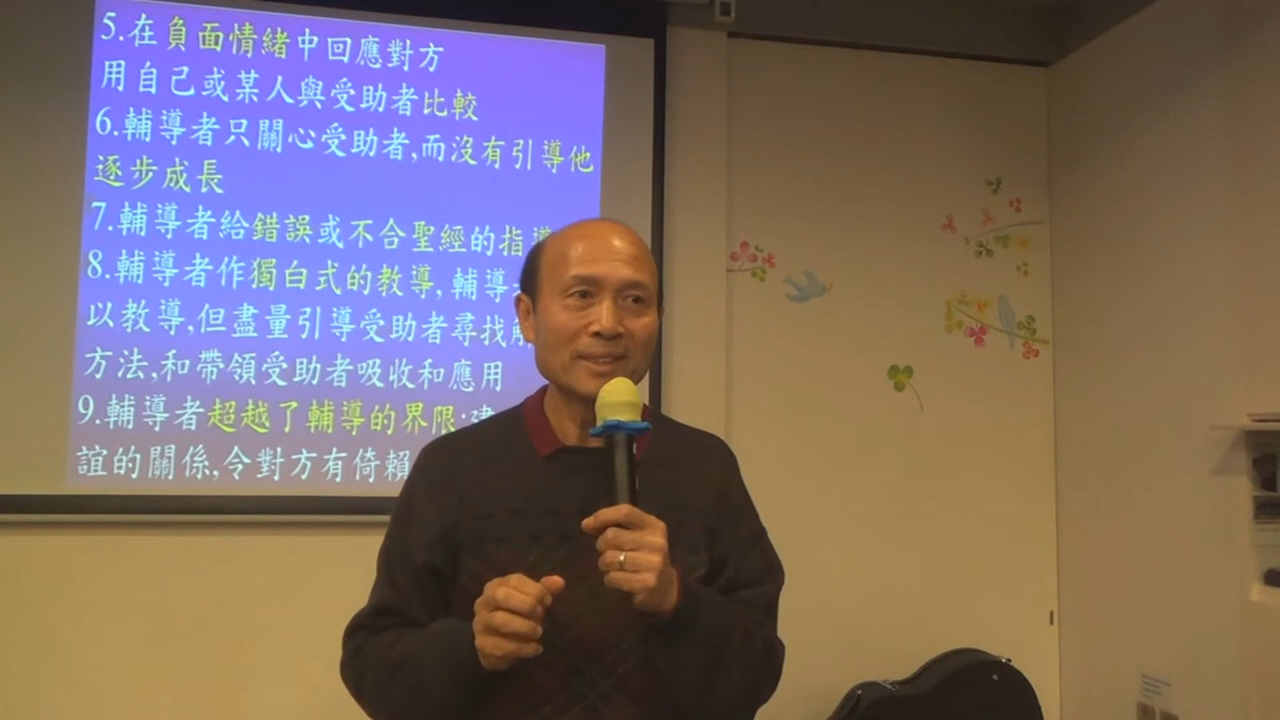 5.在負面情緒中回應對方
用自己或某人與受助者比較
6.輔導者只關心受助者,而沒有引導他
逐步成長
7.輔導者給錯誤或不合聖經的指導
8.輔導者作獨白式的教導, 輔導
以教導,但盡量引導受助者尋找
方法,和帶領受助者吸收和應用
9.輔導者超越了輔導的界限:
誼的關係,令對方有倚賴